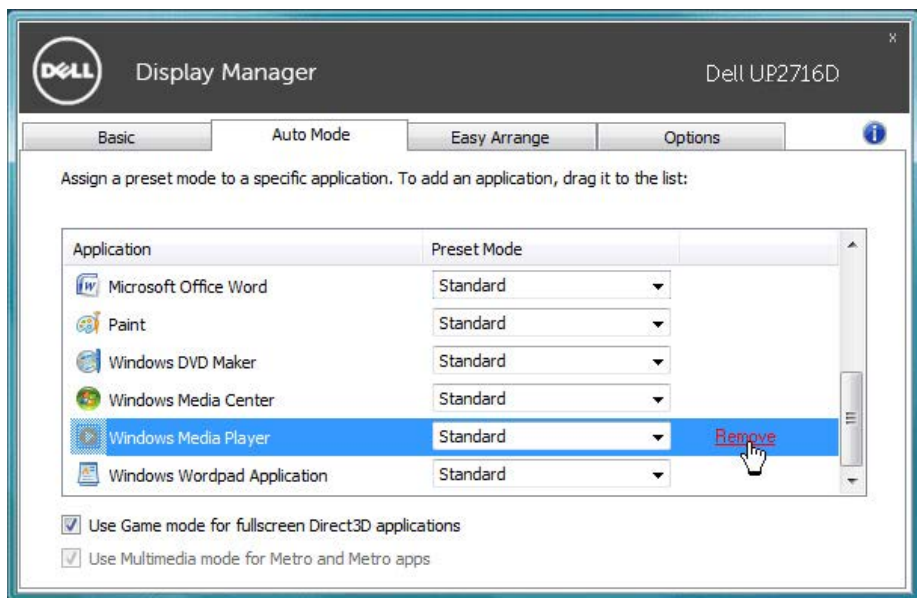 DELL
Display Manager
Dell UP2716D
x
Basic
Auto Mode
Easy Arrange
Options
i
Assign a preset mode to a specific application. To add an application, drag it to the list:
Application Preset Mode
Microsoft Office Word Standard
Paint Standard
Windows DVD Maker Standard
Windows Media Center Standard
Windows Media Player Standard Remove
Windows Wordpad Application Standard
Use Game mode for fullscreen Direct3D applications
Use Multimedia mode for Metro and Metro apps